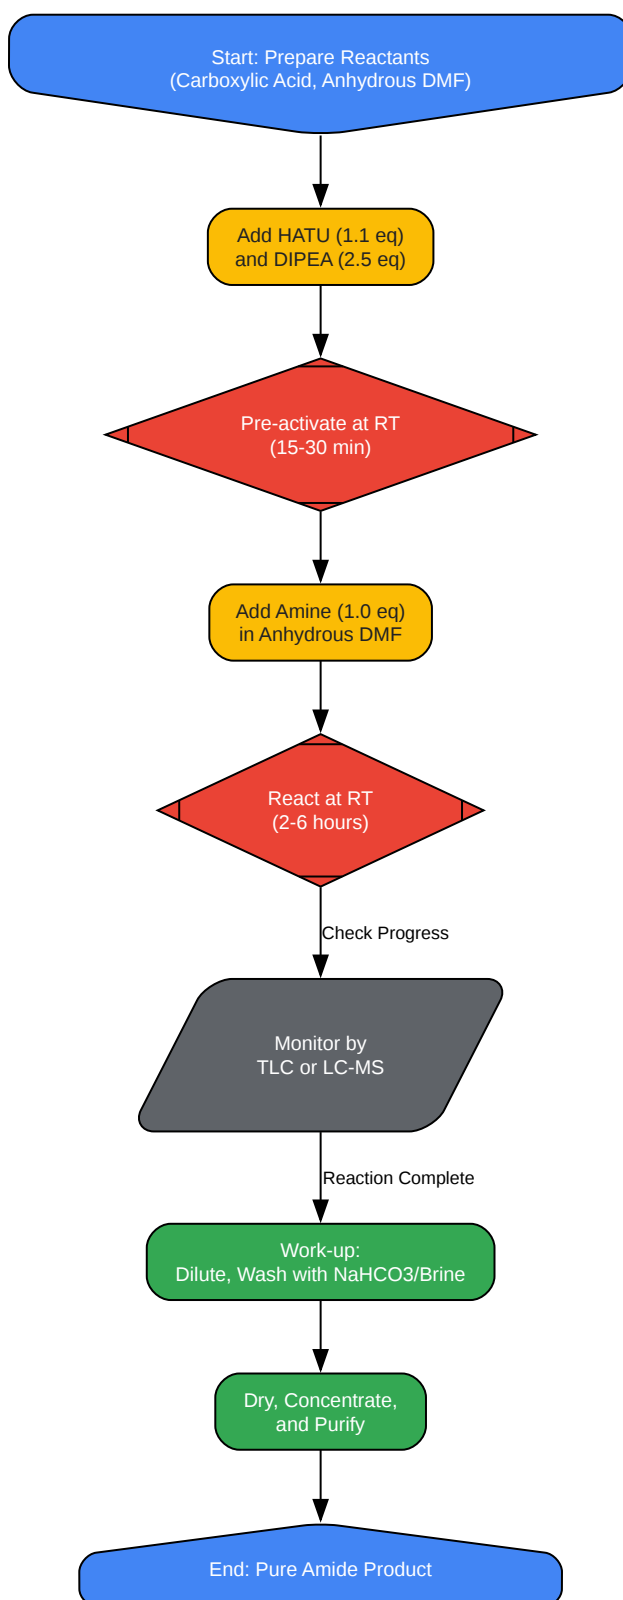 Start: Prepare Reactants
(Carboxylic Acid, Anhydrous DMF)
Add HATU (1.1 eq)
and DIPEA (2.5 eq)
Pre-activate at RT
(15-30 min)
Add Amine (1.0 eq)
in Anhydrous DMF
React at RT
(2-6 hours)
Check Progress
Monitor by
TLC or LC-MS
Reaction Complete
Work-up:
Dilute, Wash with NaHCO3/Brine
Dry, Concentrate,
and Purify
End: Pure Amide Product